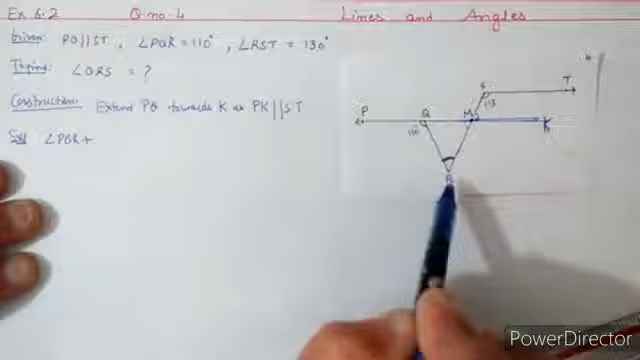 Ex 6.2 Q.no.4 Lines and Angles
Given: PQ||ST, ∠PQR = 110°, ∠RST = 130°
To find: ∠QRS = ?
Construction: Extend PQ towards K as PK||ST
Sol ∠PQR +
S T
P Q M K
110
R
PowerDirector